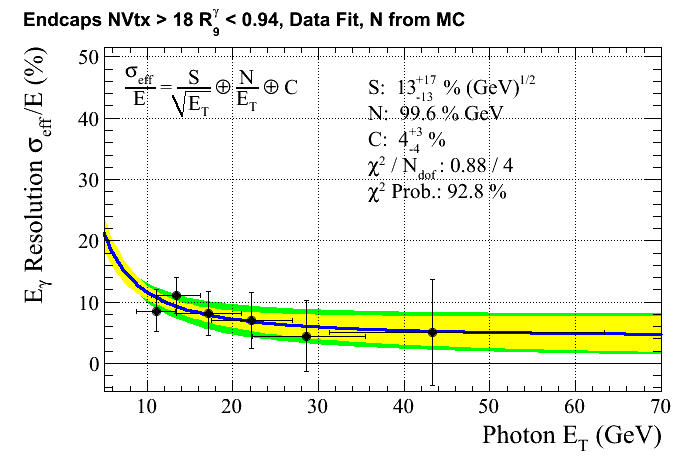 Endcaps NVtx > 18 R₉^γ < 0.94, Data Fit, N from MC
E_γ Resolution σ_eff/E (%)
50
40
30
20
10
0
σ_eff/E = S/√E_T ⊕ N/E_T ⊕ C
S: 13^{+17}_{-13} % (GeV)^{1/2}
N: 99.6 % GeV
C: 4^{+3}_{-4} %
χ² / N_dof : 0.88 / 4
χ² Prob.: 92.8 %
10 20 30 40 50 60 70
Photon E_T (GeV)